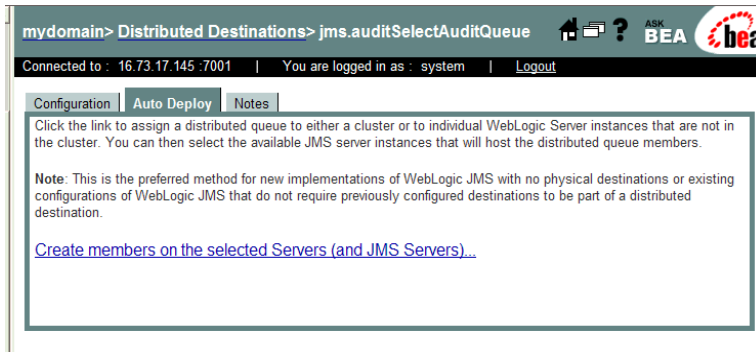 mydomain> Distributed Destinations> jms.auditSelectAuditQueue ? ASK BEA
Connected to : 16.73.17.145 :7001 | You are logged in as : system | Logout
Configuration Auto Deploy Notes
Click the link to assign a distributed queue to either a cluster or to individual WebLogic Server instances that are not in
the cluster. You can then select the available JMS server instances that will host the distributed queue members.
Note: This is the preferred method for new implementations of WebLogic JMS with no physical destinations or existing
configurations of WebLogic JMS that do not require previously configured destinations to be part of a distributed
destination.
Create members on the selected Servers (and JMS Servers)...